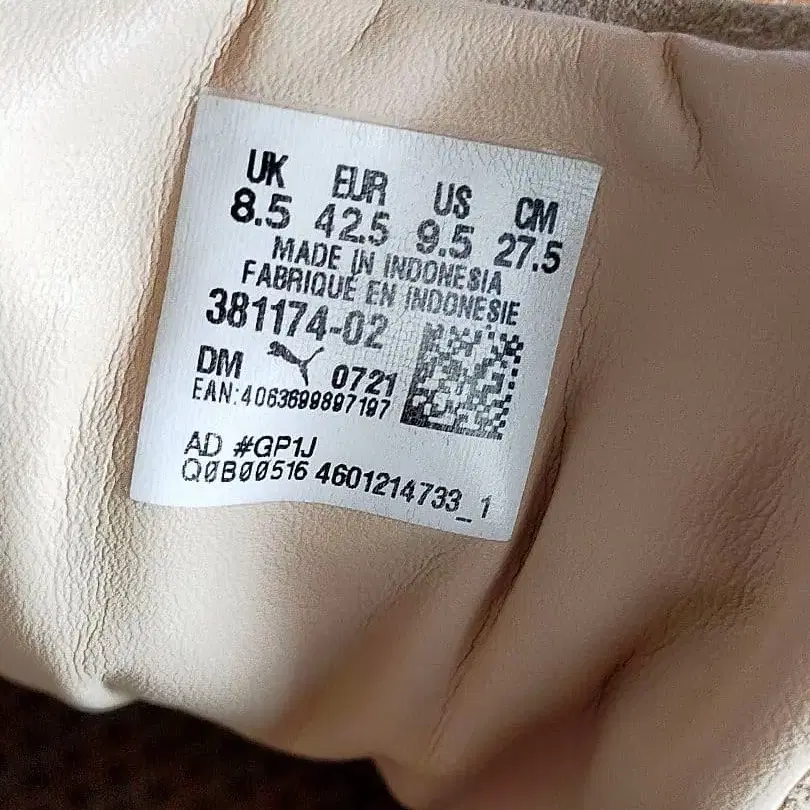 UK EUR US CM
8.5 42.5 9.5 27.5
MADE IN INDONESIA
FABRIQUÉ EN INDONESIE
381174-02
DM 0721
EAN:4063699897197
AD #GP1J
Q0B00516 4601214733_1